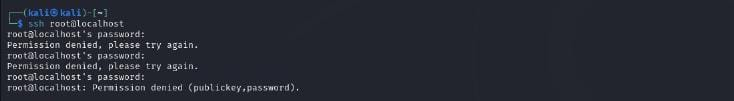 ┌──(kali㉿kali)-[~]
└─$ ssh root@localhost
root@localhost's password:
Permission denied, please try again.
root@localhost's password:
Permission denied, please try again.
root@localhost's password:
root@localhost: Permission denied (publickey,password).